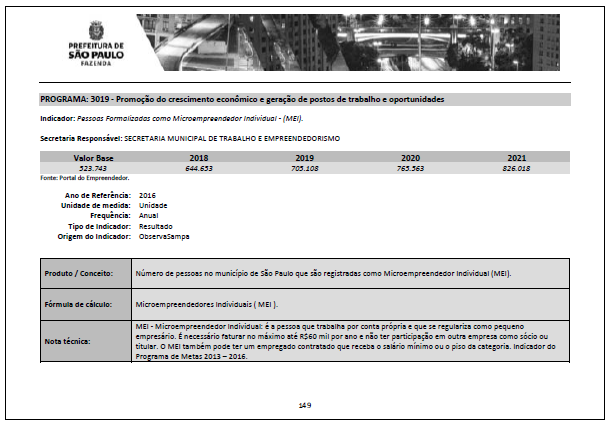 PREFEITURA DE
SÃO PAULO
FAZENDA
PROGRAMA: 3019 - Promoção do crescimento econômico e geração de postos de trabalho e oportunidades
Indicador: Pessoas Formalizadas como Microempreendedor Individual - (MEI).
Secretaria Responsável: SECRETARIA MUNICIPAL DE TRABALHO E EMPREENDEDORISMO
Valor Base 2018 2019 2020 2021
523.743 644.653 705.108 765.563 826.018
Fonte: Portal do Empreendedor.
Ano de Referência: 2016
Unidade de medida: Unidade
Frequência: Anual
Tipo de Indicador: Resultado
Origem do Indicador: ObservaSampa
Produto / Conceito: Número de pessoas no município de São Paulo que são registradas como Microempreendedor Individual (MEI).
Fórmula de cálculo: Microempreendedores Individuais ( MEI ).
Nota técnica: MEI - Microempreendedor Individual: é a pessoa que trabalha por conta própria e que se regulariza como pequeno
empresário. É necessário faturar no máximo até R$60 mil por ano e não ter participação em outra empresa como sócio ou
titular. O MEI também pode ter um empregado contratado que receba o salário mínimo ou o piso da categoria. Indicador do
Programa de Metas 2013 – 2016.
149